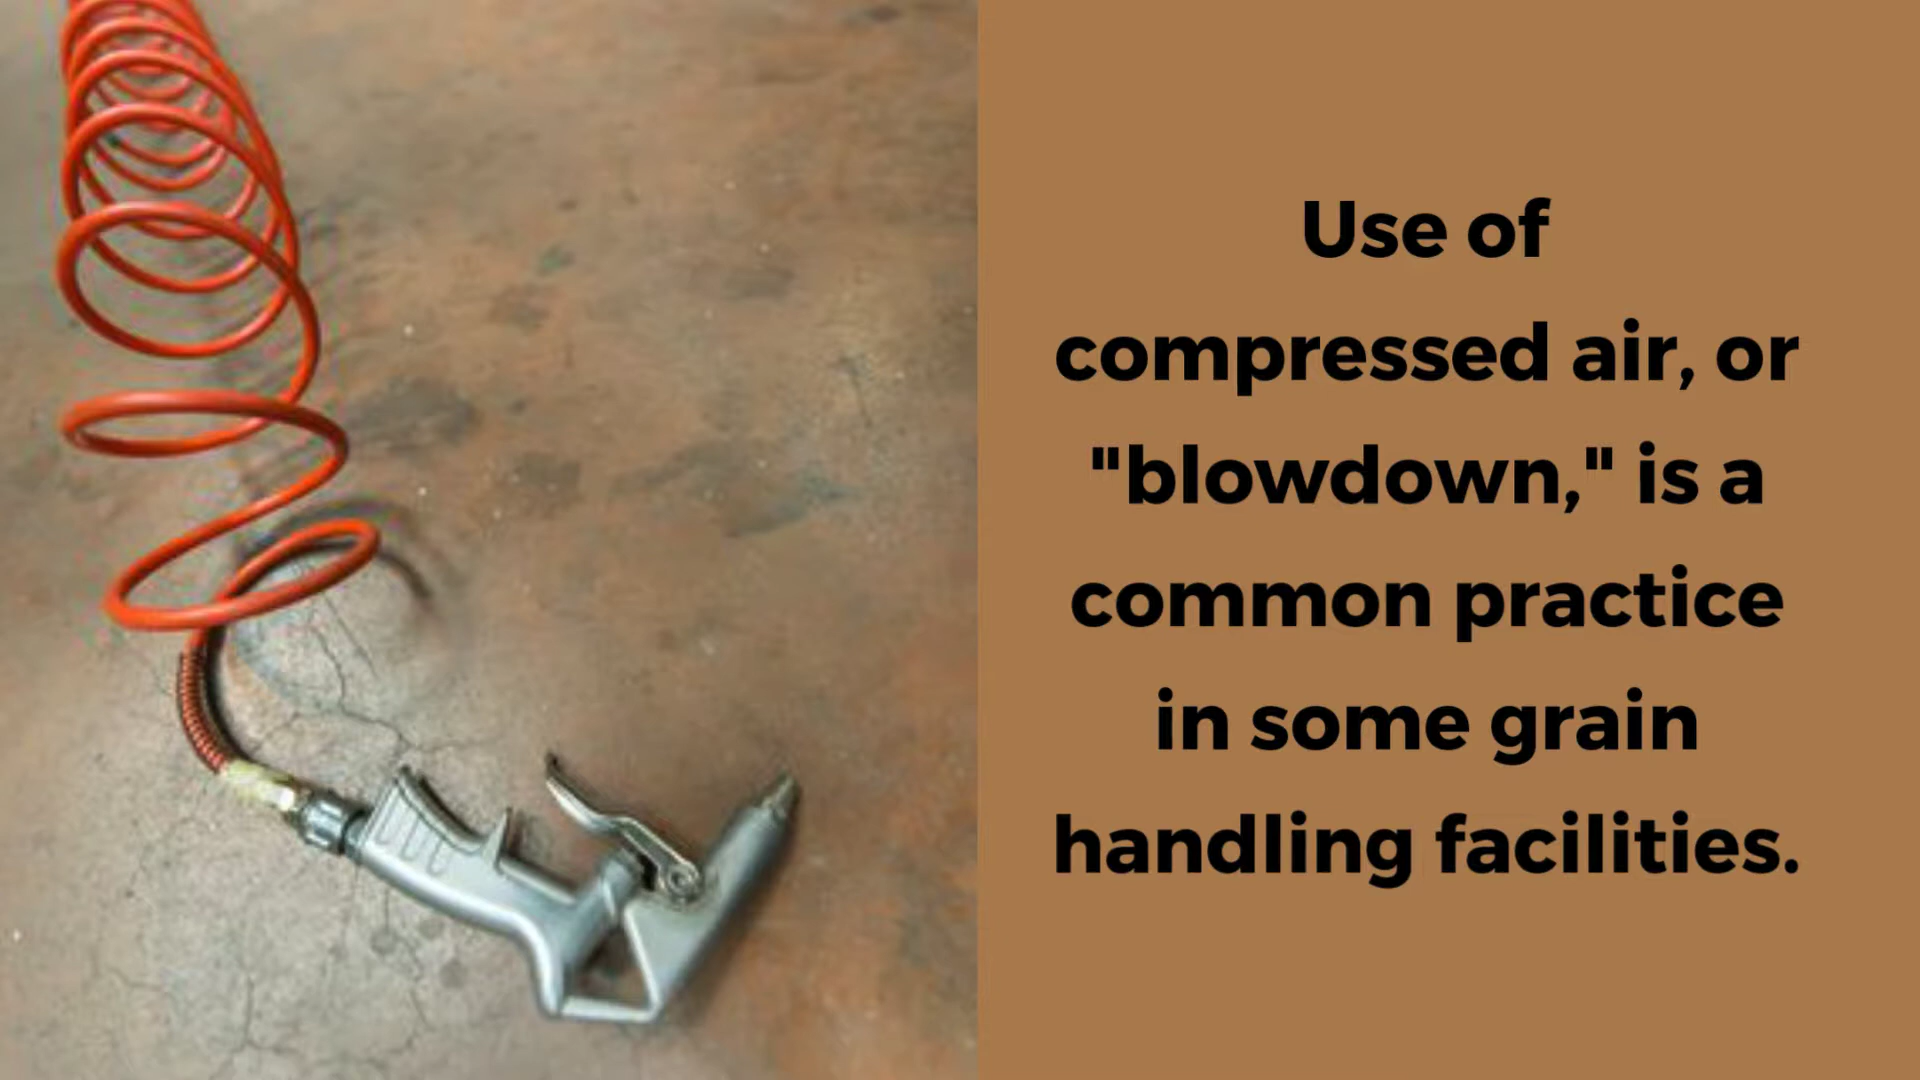 Use of
compressed air, or
"blowdown," is a
common practice
in some grain
handling facilities.